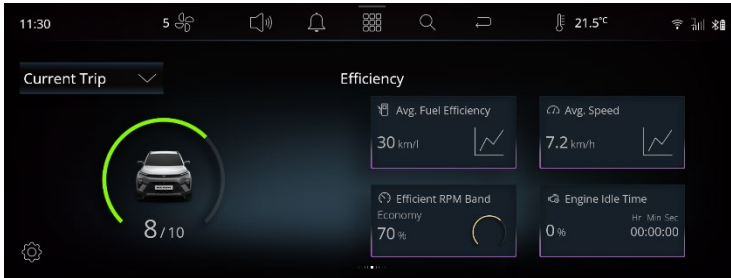 11:30
5
21.5°C
Current Trip
Efficiency
Avg. Fuel Efficiency
30 km/l
Avg. Speed
7.2 km/h
8/10
Efficient RPM Band
Economy
70 %
Engine Idle Time
Hr Min Sec
0 % 00:00:00